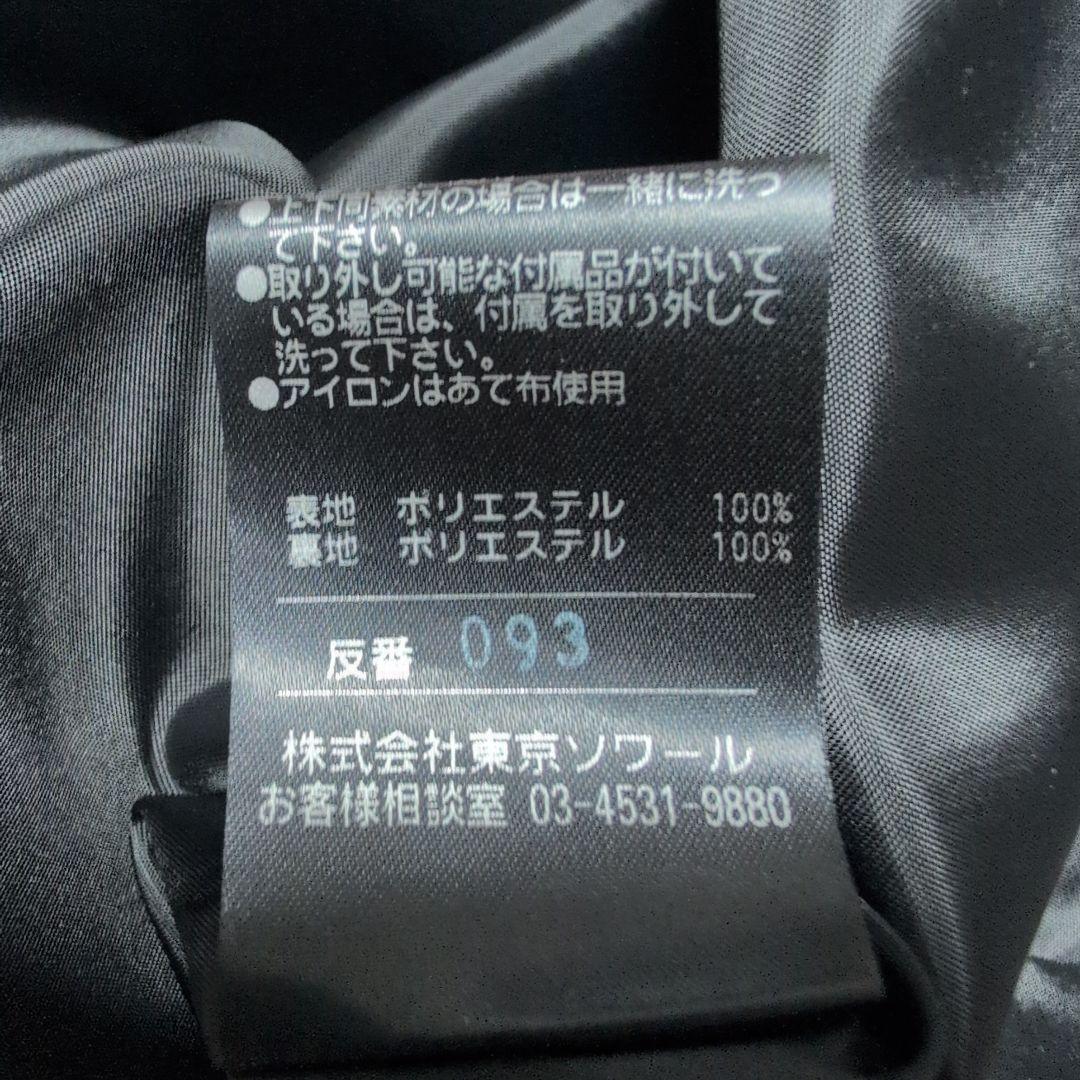 ●上下同素材の場合は一緒に洗っ
て下さい。
●取り外し可能な付属品が付いて
いる場合は、付属を取り外して
洗って下さい。
●アイロンはあて布使用
表地 ポリエステル 100%
裏地 ポリエステル 100%
反番 093
株式会社東京ソワール
お客様相談室 03-4531-9880